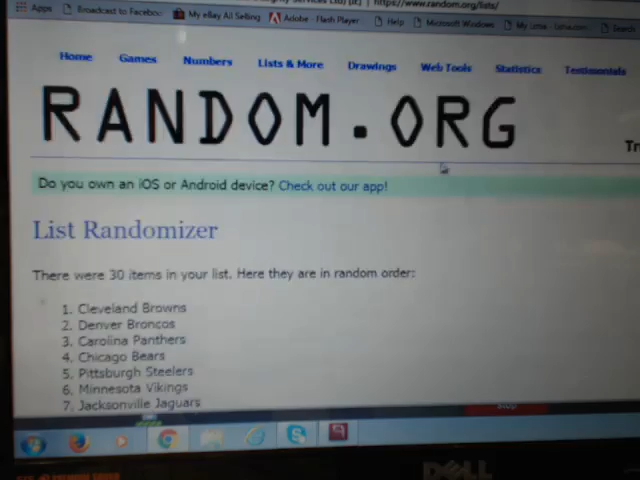 https://www.random.org/lists/
Apps Broadcast to Facebook My eBay All Selling Adobe - Flash Player Help Microsoft Windows Search
Home Games Numbers Lists & More Drawings Web Tools Statistics Testimonials
RANDOM.ORG
Tr
Do you own an iOS or Android device? Check out our app!
List Randomizer
There were 30 items in your list. Here they are in random order:
1. Cleveland Browns
2. Denver Broncos
3. Carolina Panthers
4. Chicago Bears
5. Pittsburgh Steelers
6. Minnesota Vikings
7. Jacksonville Jaguars
DELL